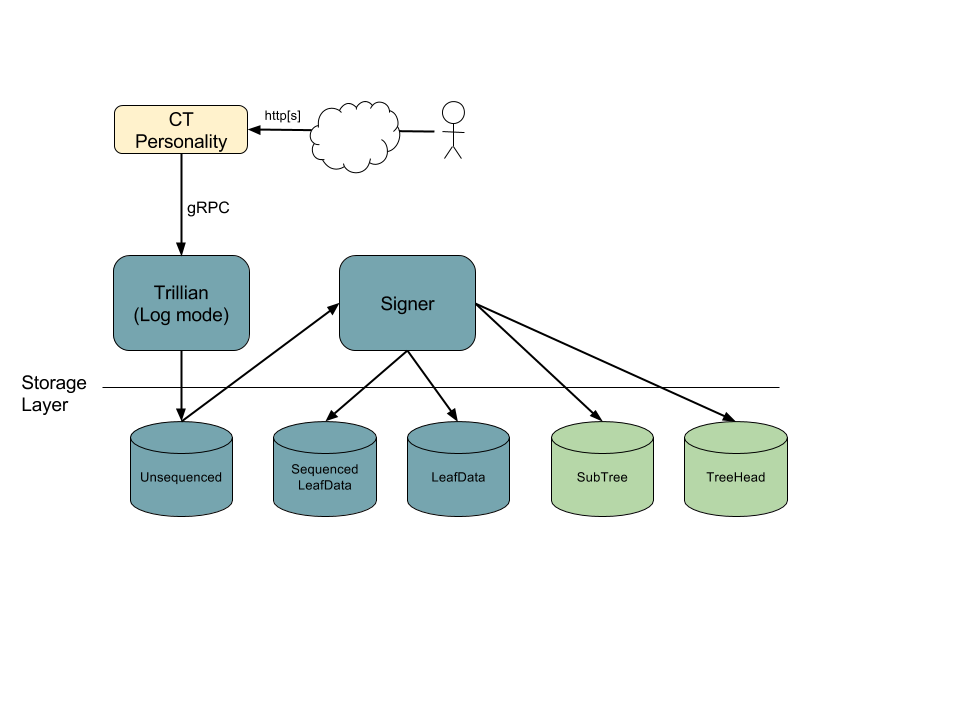 CT
Personality
http[s]
gRPC
Trillian
(Log mode)
Signer
Storage
Layer
Unsequenced
Sequenced
LeafData
LeafData
SubTree
TreeHead